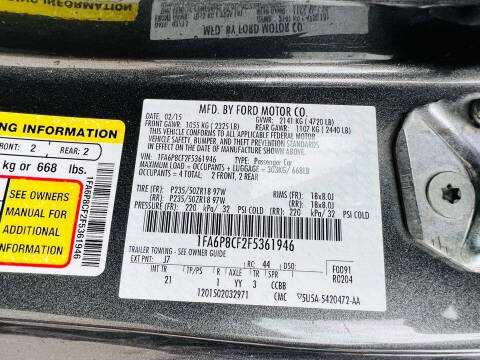 MFD. BY FORD MOTOR CO.
DATE: 02/15 GVWR: 2141 KG ( 4720 LB)
FRONT GAWR: 1055 KG ( 2325 LB) REAR GAWR: 1107 KG ( 2440 LB)
THIS VEHICLE CONFORMS TO ALL APPLICABLE FEDERAL MOTOR
VEHICLE SAFETY, BUMPER, AND THEFT PREVENTION STANDARDS
IN EFFECT ON THE DATE OF MANUFACTURE SHOWN ABOVE.
VIN: 1FA6P8CF2F5361946 TYPE: Passenger Car
MAXIMUM LOAD = OCCUPANTS + LUGGAGE = 303KG / 668LB
OCCUPANTS = 4 TOTAL: 2 FRONT, 2 REAR
TIRE (FR): P235/50ZR18 97W RIMS (FR): 18x8.0J
TIRE (RR): P235/50ZR18 97W RIMS (RR): 18x8.0J
PRESSURE (FR): 220 kPa/ 32 PSI COLD (RR): 220 kPa/ 32 PSI COLD
1FA6P8CF2F5361946
TRAILER TOWING - SEE OWNER GUIDE
EXT PNT: J7 RC: 44 DSO: F0091
R0204
INT TR TP/PS R AXLE TR SPR
21 1 YY 3 CCBB
1201502032971 CMC 5U5A-5420472-AA
NG INFORMATION
FRONT: 2 REAR: 2
kg or 668 lbs.
SEE OWNERS
MANUAL FOR
ADDITIONAL
INFORMATION
1FA6P8CF2F5361946